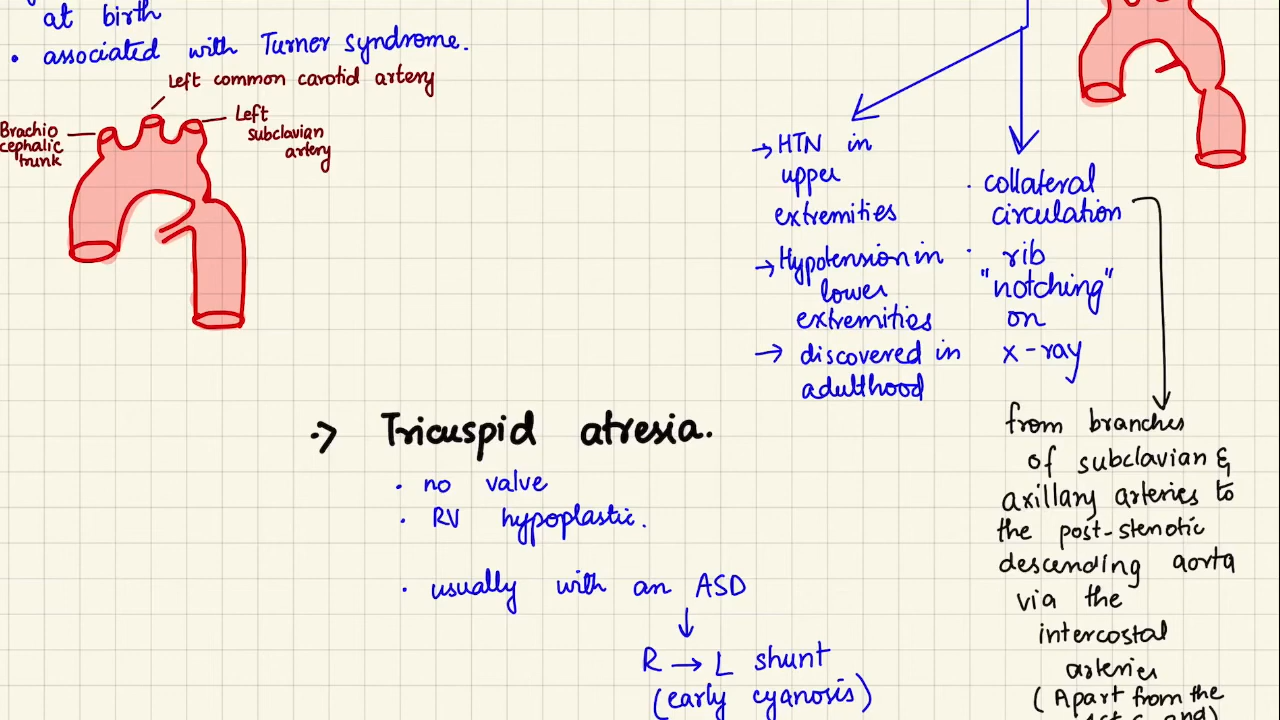 at birth
• associated with Turner syndrome.
Left common carotid artery
Left
subclavian
artery
Brachio
cephalic
trunk
→ HTN in
upper
extremities
→ Hypotension in
lower
extremities
→ discovered in
adulthood
• collateral
circulation
• rib
"notching"
on
x-ray
from branches
of subclavian &
axillary arteries to
the post-stenotic
descending aorta
via the
intercostal
arteries
(Apart from the
→ Tricuspid atresia.
• no valve
• RV hypoplastic.
• usually with an ASD
↓
R → L shunt
(early cyanosis)